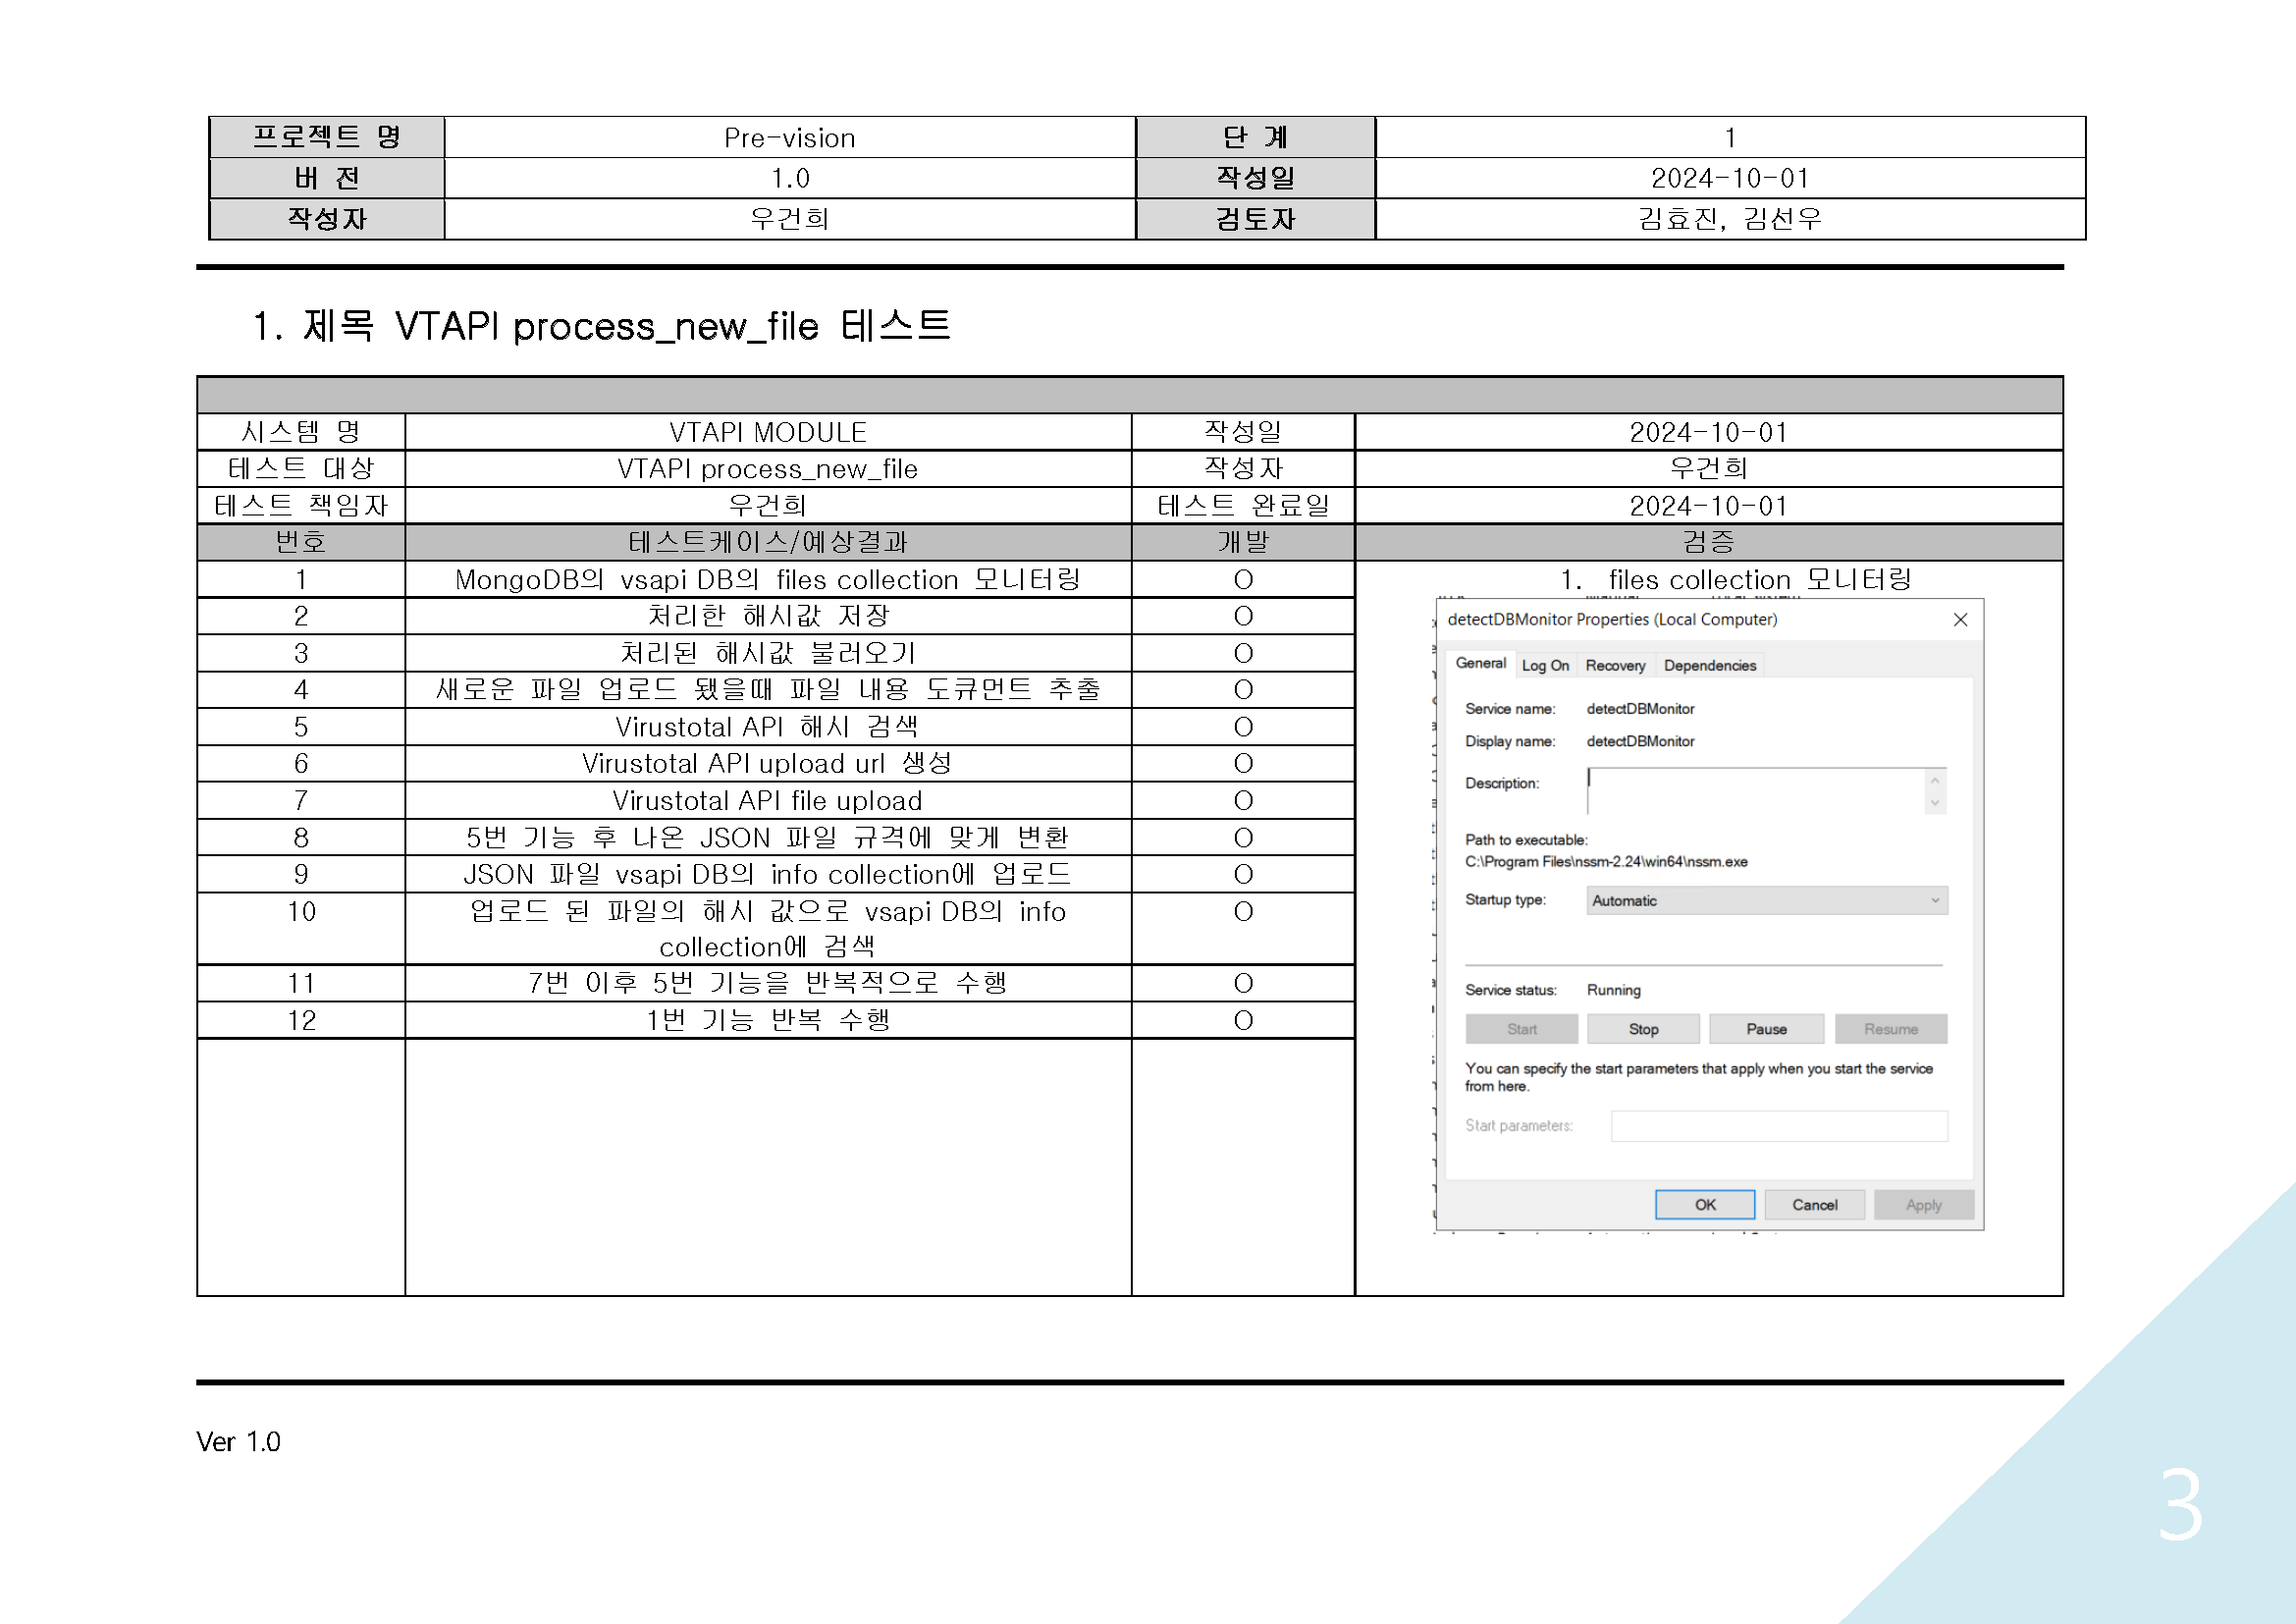 프로젝트 명 Pre-vision 단 계 1
버 전 1.0 작성일 2024-10-01
작성자 우건희 검토자 김효진, 김선우
1. 제목 VTAPI process_new_file 테스트
시스템 명 VTAPI MODULE 작성일 2024-10-01
테스트 대상 VTAPI process_new_file 작성자 우건희
테스트 책임자 우건희 테스트 완료일 2024-10-01
번호 테스트케이스/예상결과 개발 검증
1 MongoDB의 vsapi DB의 files collection 모니터링 O
2 처리한 해시값 저장 O
3 처리된 해시값 불러오기 O
4 새로운 파일 업로드 됐을때 파일 내용 도큐먼트 추출 O
5 Virustotal API 해시 검색 O
6 Virustotal API upload url 생성 O
7 Virustotal API file upload O
8 5번 기능 후 나온 JSON 파일 규격에 맞게 변환 O
9 JSON 파일 vsapi DB의 info collection에 업로드 O
10 업로드 된 파일의 해시 값으로 vsapi DB의 info O
collection에 검색
11 7번 이후 5번 기능을 반복적으로 수행 O
12 1번 기능 반복 수행 O
1. files collection 모니터링
detectDBMonitor Properties (Local Computer)
General Log On Recovery Dependencies
Service name: detectDBMonitor
Display name: detectDBMonitor
Description:
Path to executable:
C:\Program Files\nssm-2.24\win64\nssm.exe
Startup type: Automatic
Service status: Running
Start Stop Pause Resume
You can specify the start parameters that apply when you start the service
from here.
Start parameters:
OK Cancel Apply
Ver 1.0
3